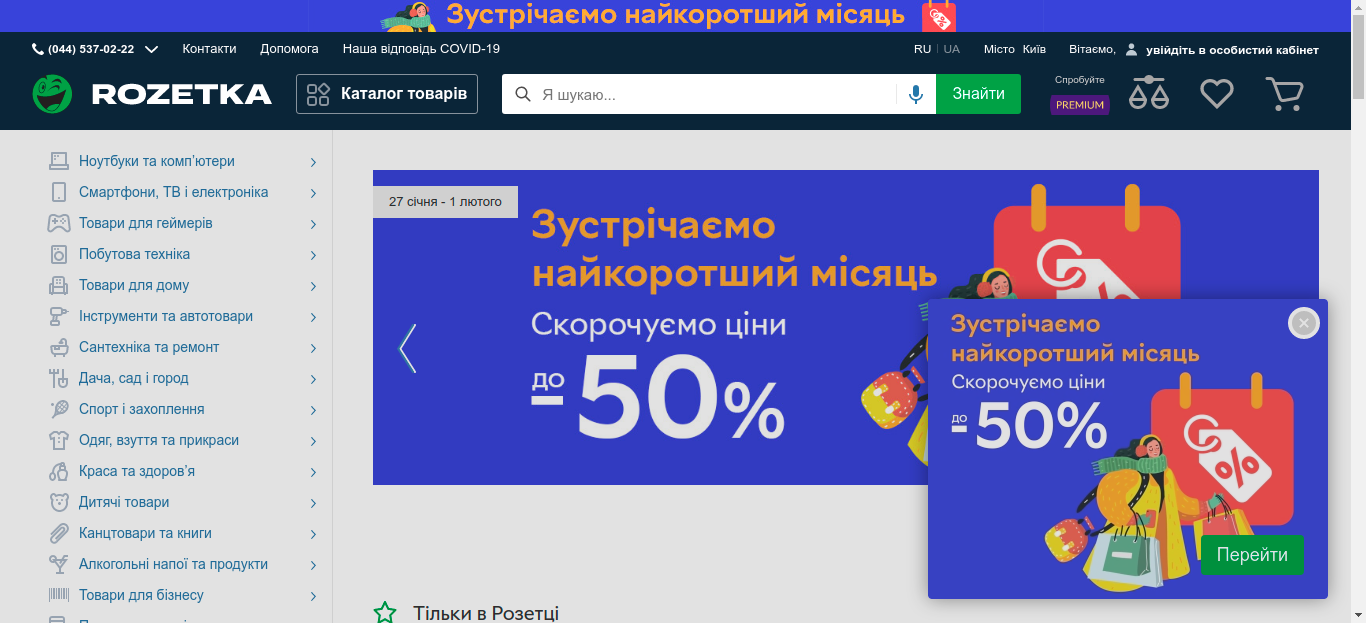 Зустрічаємо найкоротший місяць
(044) 537-02-22
Контакти
Допомога
Наша відповідь COVID-19
RU | UA
Місто Київ
Вітаємо, увійдіть в особистий кабінет
ROZETKA
Каталог товарів
Я шукаю...
Знайти
Спробуйте
PREMIUM
Ноутбуки та комп'ютери
Смартфони, ТВ і електроніка
Товари для геймерів
Побутова техніка
Товари для дому
Інструменти та автотовари
Сантехніка та ремонт
Дача, сад і город
Спорт і захоплення
Одяг, взуття та прикраси
Краса та здоров'я
Дитячі товари
Канцтовари та книги
Алкогольні напої та продукти
Товари для бізнесу
27 січня - 1 лютого
Зустрічаємо
найкоротший місяць
Скорочуємо ціни
до -50%
Зустрічаємо
найкоротший місяць
Скорочуємо ціни
до -50%
Перейти
Тільки в Розетці